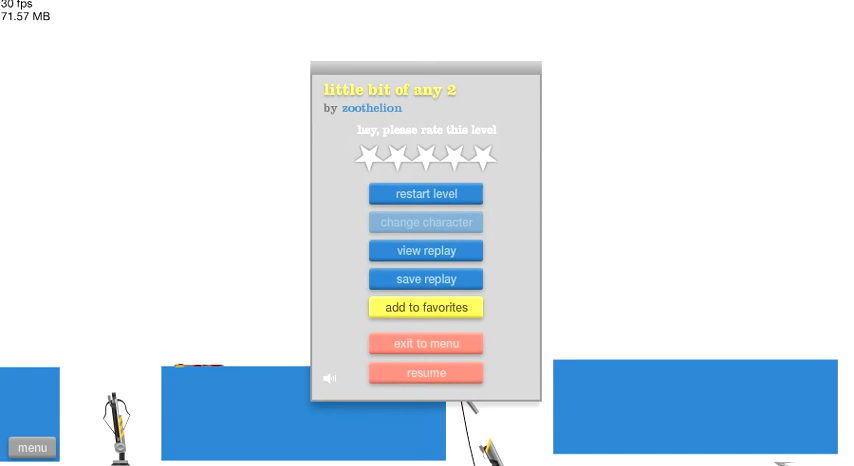 30 fps
71.57 MB
little bit of any 2
by zoothelion
hey, please rate this level
restart level
change character
view replay
save replay
add to favorites
exit to menu
resume
menu